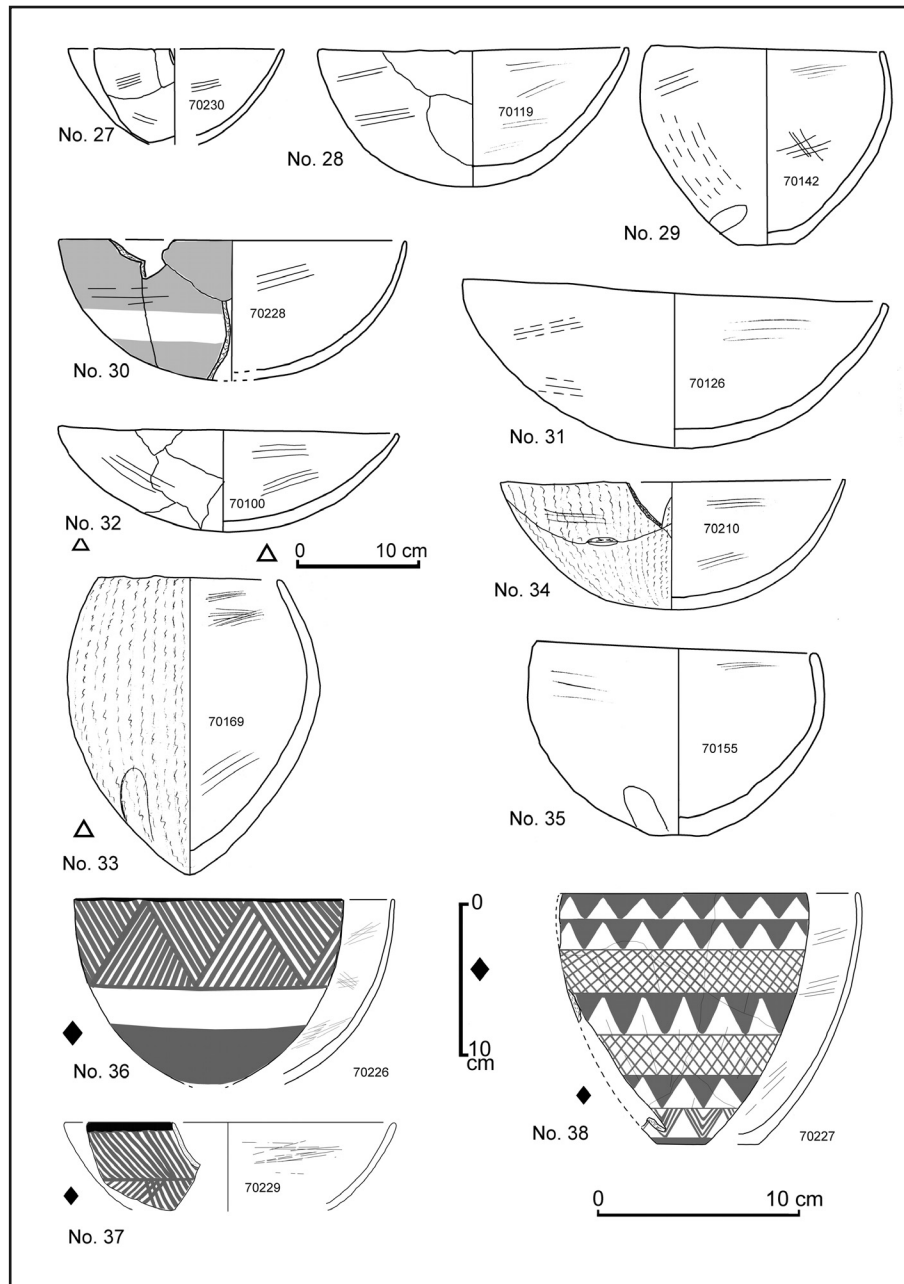 70230
No. 27
70119
No. 28
70142
No. 29
70228
No. 30
70126
No. 31
70100
No. 32
0 10 cm
70210
No. 34
70169
No. 33
70155
No. 35
70226
No. 36
0
10
cm
70227
No. 38
70229
No. 37
0 10 cm